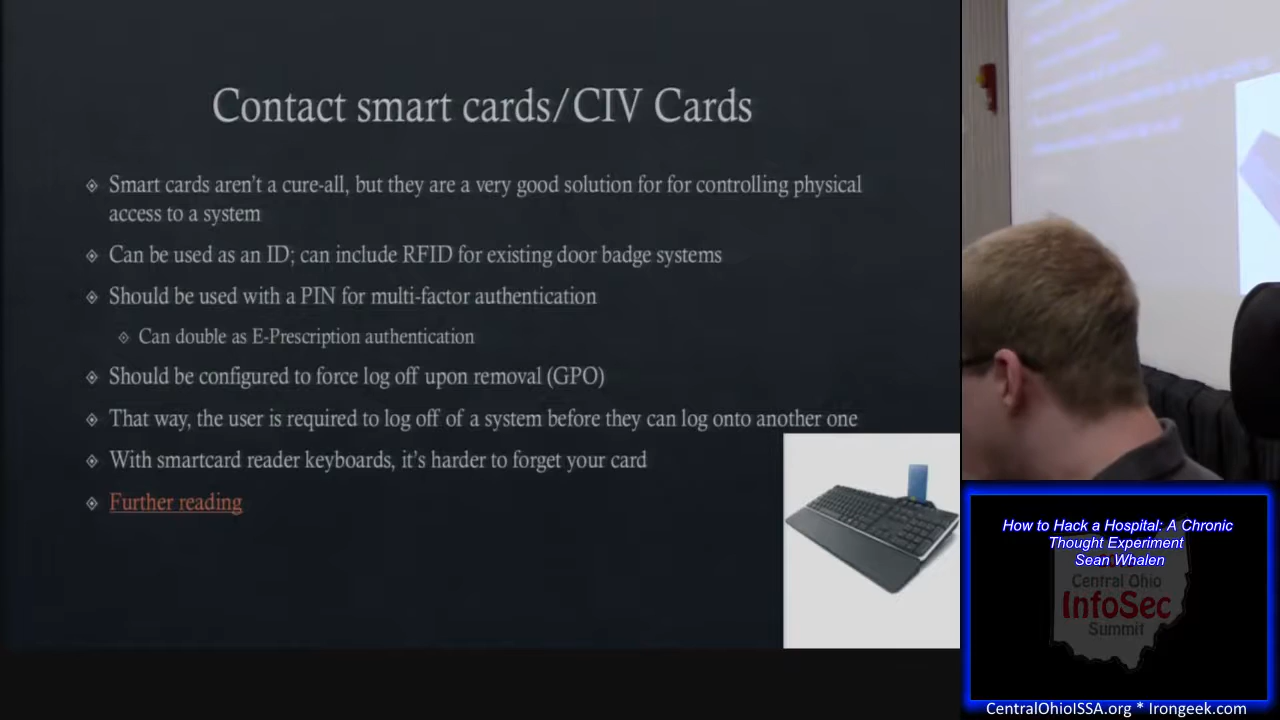 Contact smart cards/CIV Cards
Smart cards aren't a cure-all, but they are a very good solution for for controlling physical
access to a system
Can be used as an ID; can include RFID for existing door badge systems
Should be used with a PIN for multi-factor authentication
Can double as E-Prescription authentication
Should be configured to force log off upon removal (GPO)
That way, the user is required to log off of a system before they can log onto another one
With smartcard reader keyboards, it's harder to forget your card
Further reading
How to Hack a Hospital: A Chronic
Thought Experiment
Sean Whalen
Central Ohio
InfoSec
Summit
CentralOhioISSA.org * Irongeek.com